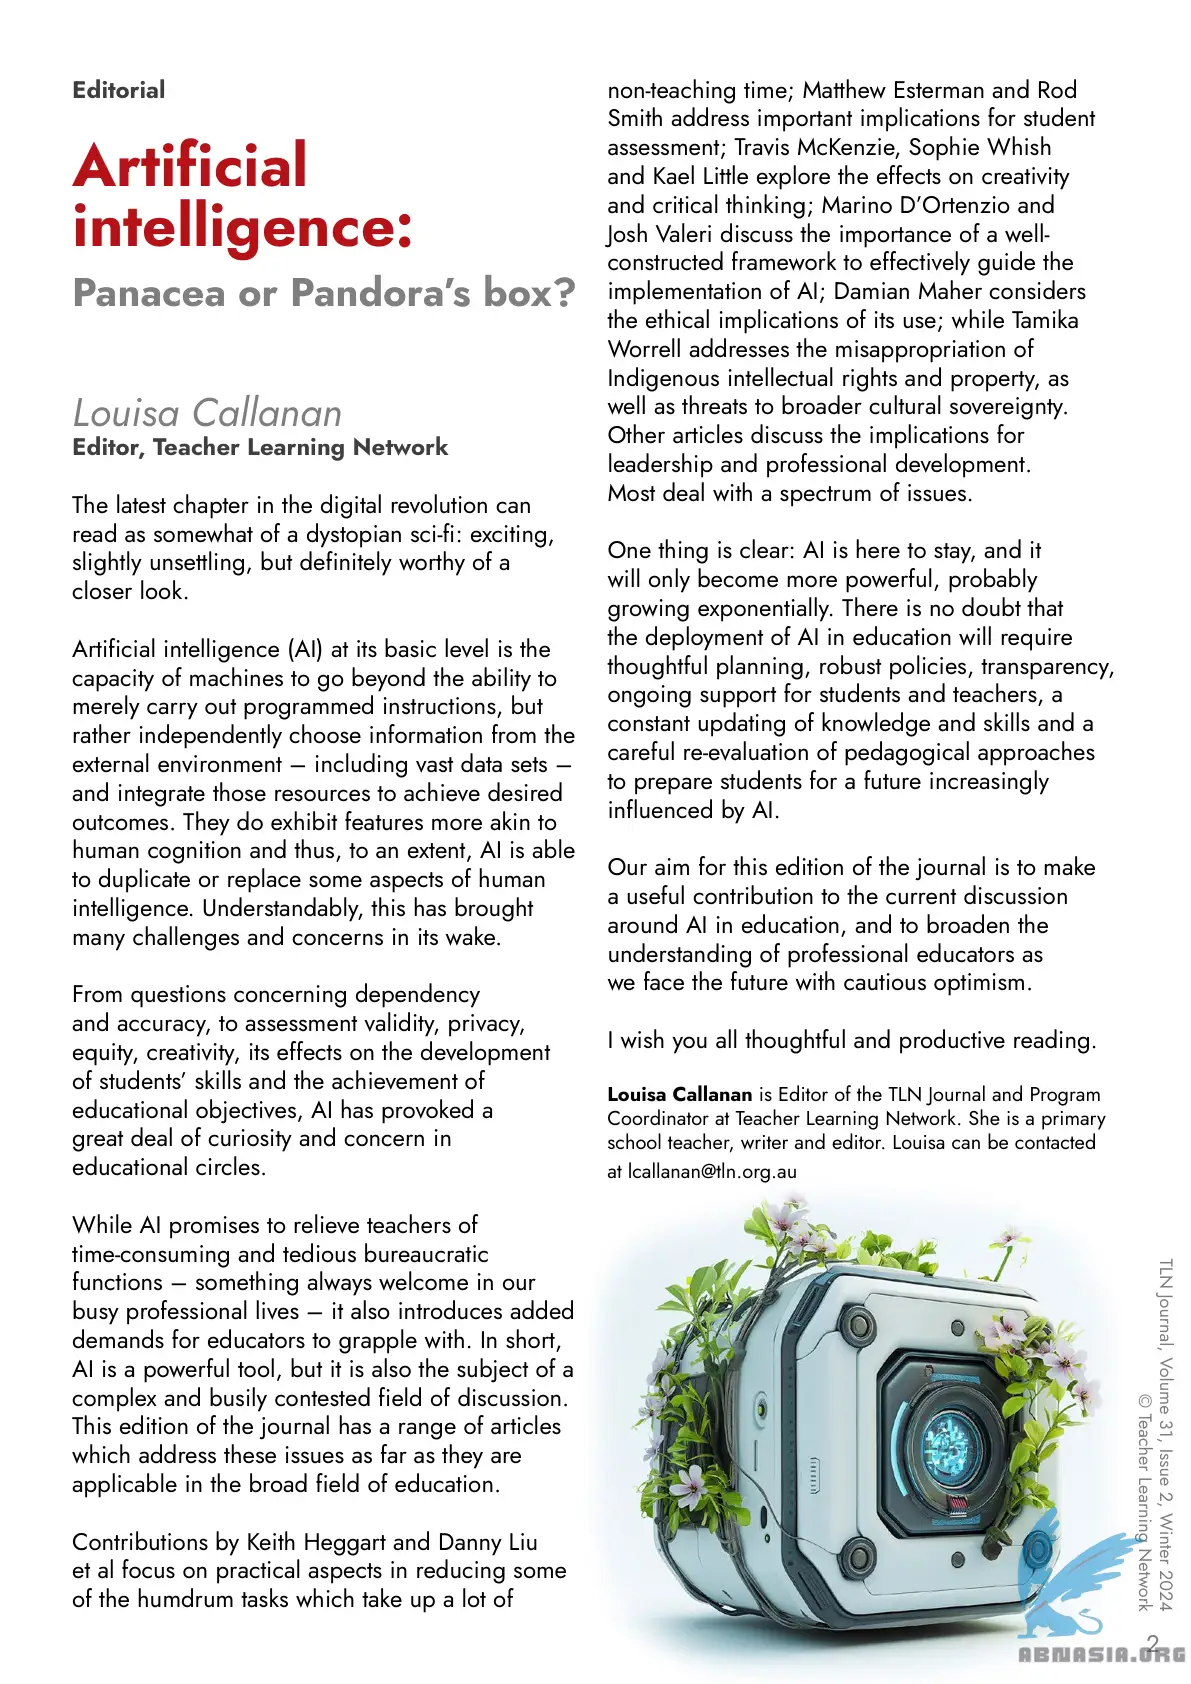 Editorial
Artificial
intelligence:
Panacea or Pandora's box?
Louisa Callanan
Editor, Teacher Learning Network
The latest chapter in the digital revolution can
read as somewhat of a dystopian sci-fi: exciting,
slightly unsettling, but definitely worthy of a
closer look.
Artificial intelligence (AI) at its basic level is the
capacity of machines to go beyond the ability to
merely carry out programmed instructions, but
rather independently choose information from the
external environment – including vast data sets –
and integrate those resources to achieve desired
outcomes. They do exhibit features more akin to
human cognition and thus, to an extent, AI is able
to duplicate or replace some aspects of human
intelligence. Understandably, this has brought
many challenges and concerns in its wake.
From questions concerning dependency
and accuracy, to assessment validity, privacy,
equity, creativity, its effects on the development
of students' skills and the achievement of
educational objectives, AI has provoked a
great deal of curiosity and concern in
educational circles.
While AI promises to relieve teachers of
time-consuming and tedious bureaucratic
functions – something always welcome in our
busy professional lives – it also introduces added
demands for educators to grapple with. In short,
AI is a powerful tool, but it is also the subject of a
complex and busily contested field of discussion.
This edition of the journal has a range of articles
which address these issues as far as they are
applicable in the broad field of education.
Contributions by Keith Heggart and Danny Liu
et al focus on practical aspects in reducing some
of the humdrum tasks which take up a lot of
non-teaching time; Matthew Esterman and Rod
Smith address important implications for student
assessment; Travis McKenzie, Sophie Whish
and Kael Little explore the effects on creativity
and critical thinking; Marino D'Ortenzio and
Josh Valeri discuss the importance of a well-
constructed framework to effectively guide the
implementation of AI; Damian Maher considers
the ethical implications of its use; while Tamika
Worrell addresses the misappropriation of
Indigenous intellectual rights and property, as
well as threats to broader cultural sovereignty.
Other articles discuss the implications for
leadership and professional development.
Most deal with a spectrum of issues.
One thing is clear: AI is here to stay, and it
will only become more powerful, probably
growing exponentially. There is no doubt that
the deployment of AI in education will require
thoughtful planning, robust policies, transparency,
ongoing support for students and teachers, a
constant updating of knowledge and skills and a
careful re-evaluation of pedagogical approaches
to prepare students for a future increasingly
influenced by AI.
Our aim for this edition of the journal is to make
a useful contribution to the current discussion
around AI in education, and to broaden the
understanding of professional educators as
we face the future with cautious optimism.
I wish you all thoughtful and productive reading.
Louisa Callanan is Editor of the TLN Journal and Program
Coordinator at Teacher Learning Network. She is a primary
school teacher, writer and editor. Louisa can be contacted
at lcallanan@tln.org.au
TLN Journal, Volume 31, Issue 2, Winter 2024
© Teacher Learning Network
2
ABNASIA.ORG